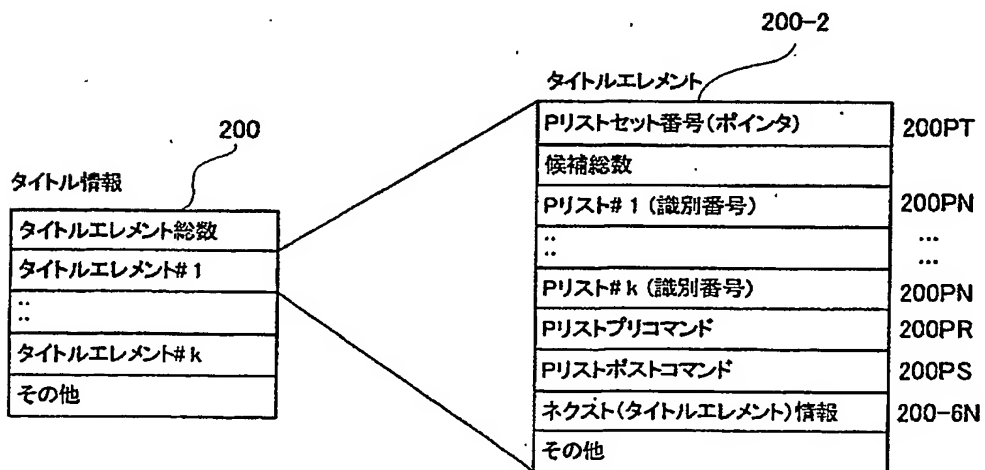 200
タイトル情報
タイトルエレメント総数
タイトルエレメント#1
::
タイトルエレメント#k
その他
200-2
タイトルエレメント
Pリストセット番号(ポインタ) 200PT
候補総数
Pリスト#1(識別番号) 200PN
:: ...
:: ...
Pリスト#k(識別番号) 200PN
Pリストプリコマンド 200PR
Pリストポストコマンド 200PS
ネクスト(タイトルエレメント)情報 200-6N
その他